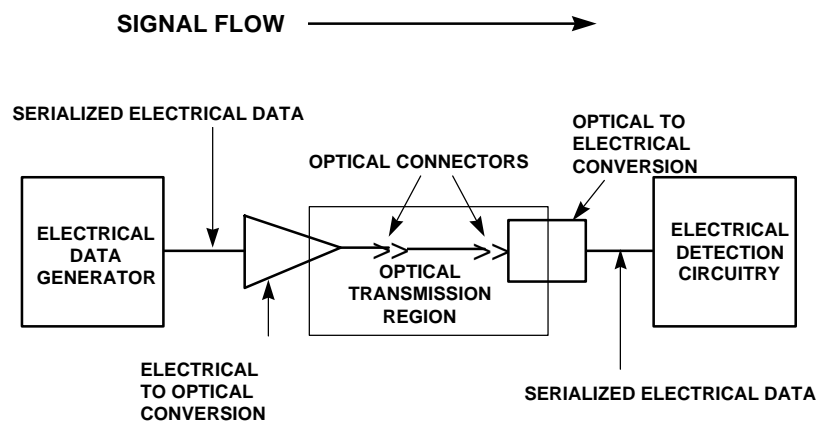 SIGNAL FLOW
SERIALIZED ELECTRICAL DATA
OPTICAL TO
ELECTRICAL
CONVERSION
OPTICAL CONNECTORS
ELECTRICAL
DATA
GENERATOR
OPTICAL
TRANSMISSION
REGION
ELECTRICAL
DETECTION
CIRCUITRY
ELECTRICAL
TO OPTICAL
CONVERSION
SERIALIZED ELECTRICAL DATA